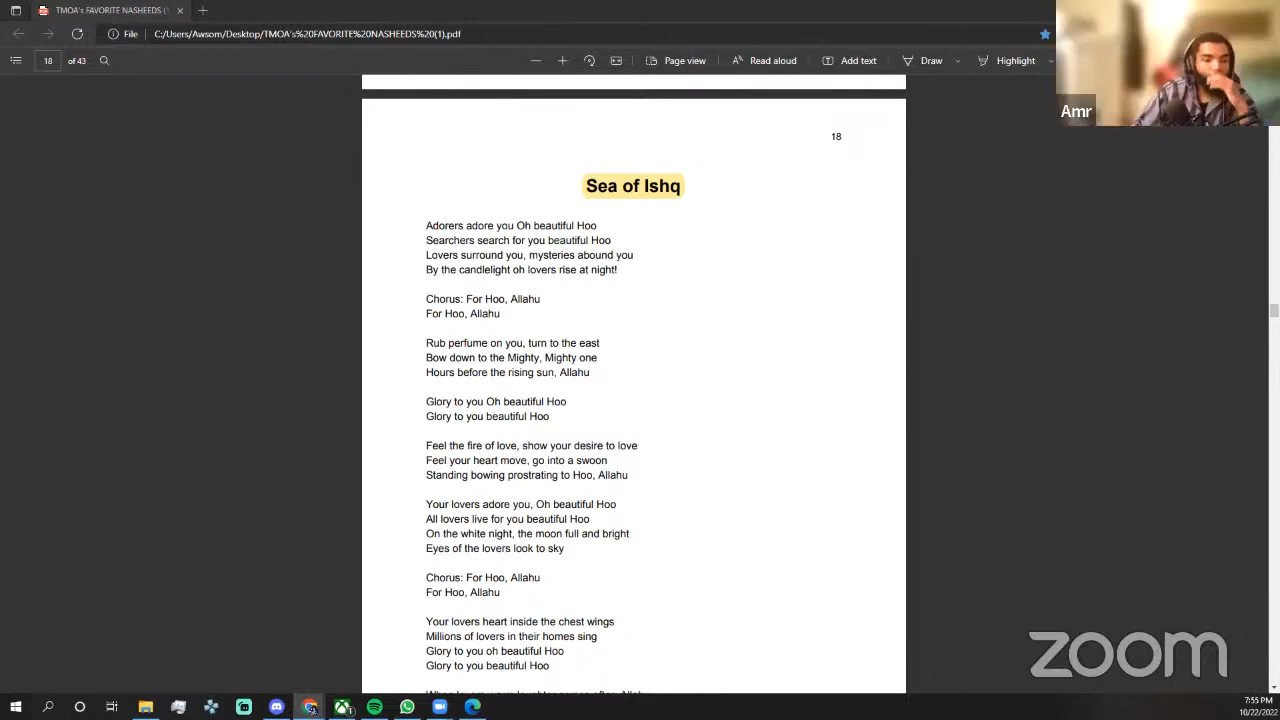 TMOA's FAVORITE NASHEEDS (1
File
C:/Users/Awsom/Desktop/TMOA's%20FAVORITE%20NASHEEDS%20(1).pdf
18 of 43
Page view
Read aloud
Add text
Draw
Highlight
Amr
18
Sea of Ishq
Adorers adore you Oh beautiful Hoo
Searchers search for you beautiful Hoo
Lovers surround you, mysteries abound you
By the candlelight oh lovers rise at night!
Chorus: For Hoo, Allahu
For Hoo, Allahu
Rub perfume on you, turn to the east
Bow down to the Mighty, Mighty one
Hours before the rising sun, Allahu
Glory to you Oh beautiful Hoo
Glory to you beautiful Hoo
Feel the fire of love, show your desire to love
Feel your heart move, go into a swoon
Standing bowing prostrating to Hoo, Allahu
Your lovers adore you, Oh beautiful Hoo
All lovers live for you beautiful Hoo
On the white night, the moon full and bright
Eyes of the lovers look to sky
Chorus: For Hoo, Allahu
For Hoo, Allahu
Your lovers heart inside the chest wings
Millions of lovers in their homes sing
Glory to you oh beautiful Hoo
Glory to you beautiful Hoo
zoom
7:55 PM
10/22/2022